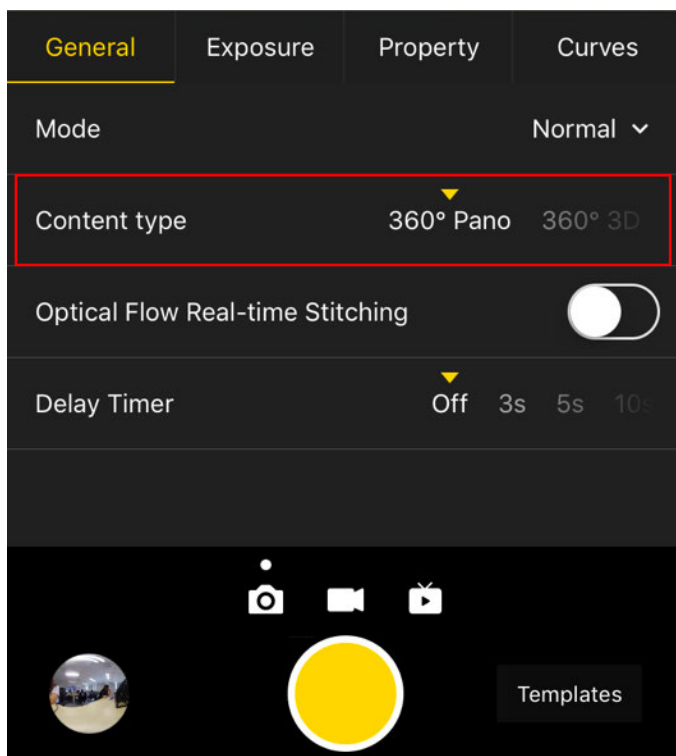 General Exposure Property Curves
Mode Normal
Content type 360° Pano 360° 3D
Optical Flow Real-time Stitching
Delay Timer Off 3s 5s 10s
Templates